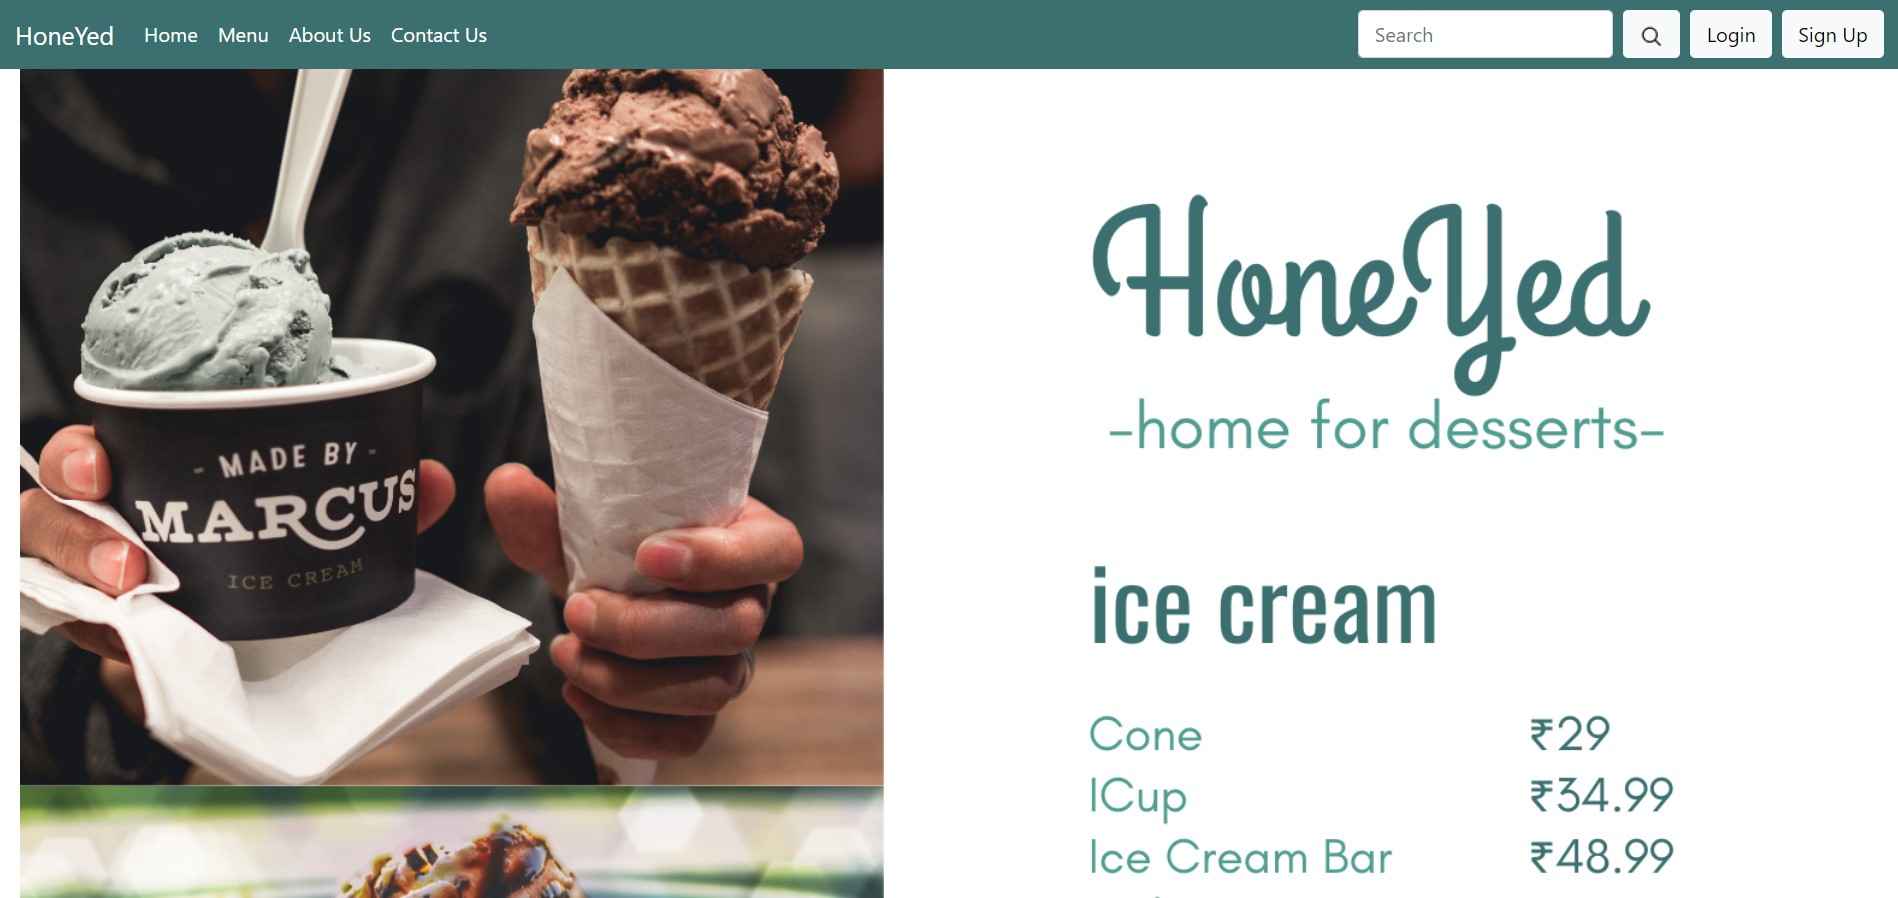 HoneYed Home Menu About Us Contact Us Search Login Sign Up
- MADE BY -
MARCUS
ICE CREAM
HoneYed
-home for desserts-
ice cream
Cone ₹29
ICup ₹34.99
Ice Cream Bar ₹48.99